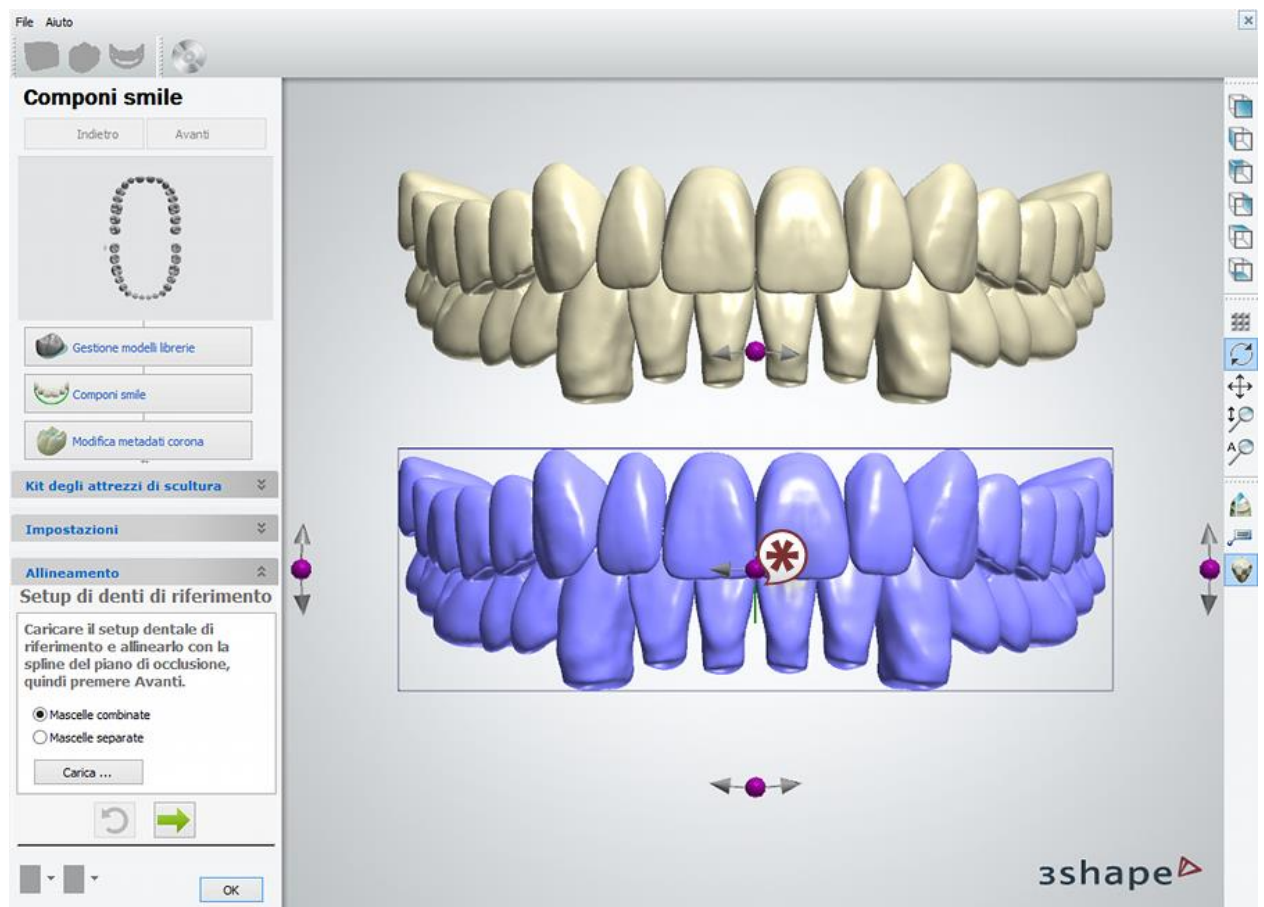 File Aiuto
Componi smile
Indietro Avanti
Gestione modelli librerie
Componi smile
Modifica metadati corona
Kit degli attrezzi di scultura
Impostazioni
Allineamento
Setup di denti di riferimento
Caricare il setup dentale di
riferimento e allinearlo con la
spline del piano di occlusione,
quindi premere Avanti.
Mascelle combinate
Mascelle separate
Carica ...
OK
3shape